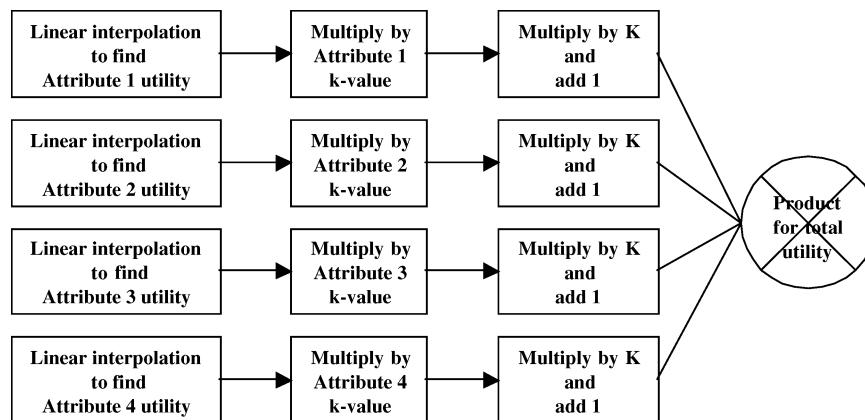 Linear interpolation
to find
Attribute 1 utility
Multiply by
Attribute 1
k-value
Multiply by K
and
add 1
Linear interpolation
to find
Attribute 2 utility
Multiply by
Attribute 2
k-value
Multiply by K
and
add 1
Product
for total
utility
Linear interpolation
to find
Attribute 3 utility
Multiply by
Attribute 3
k-value
Multiply by K
and
add 1
Linear interpolation
to find
Attribute 4 utility
Multiply by
Attribute 4
k-value
Multiply by K
and
add 1